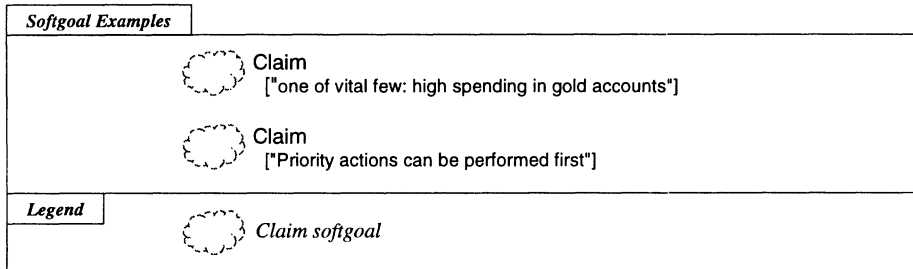 Softgoal Examples
Claim
["one of vital few: high spending in gold accounts"]
Claim
["Priority actions can be performed first"]
Legend
Claim softgoal